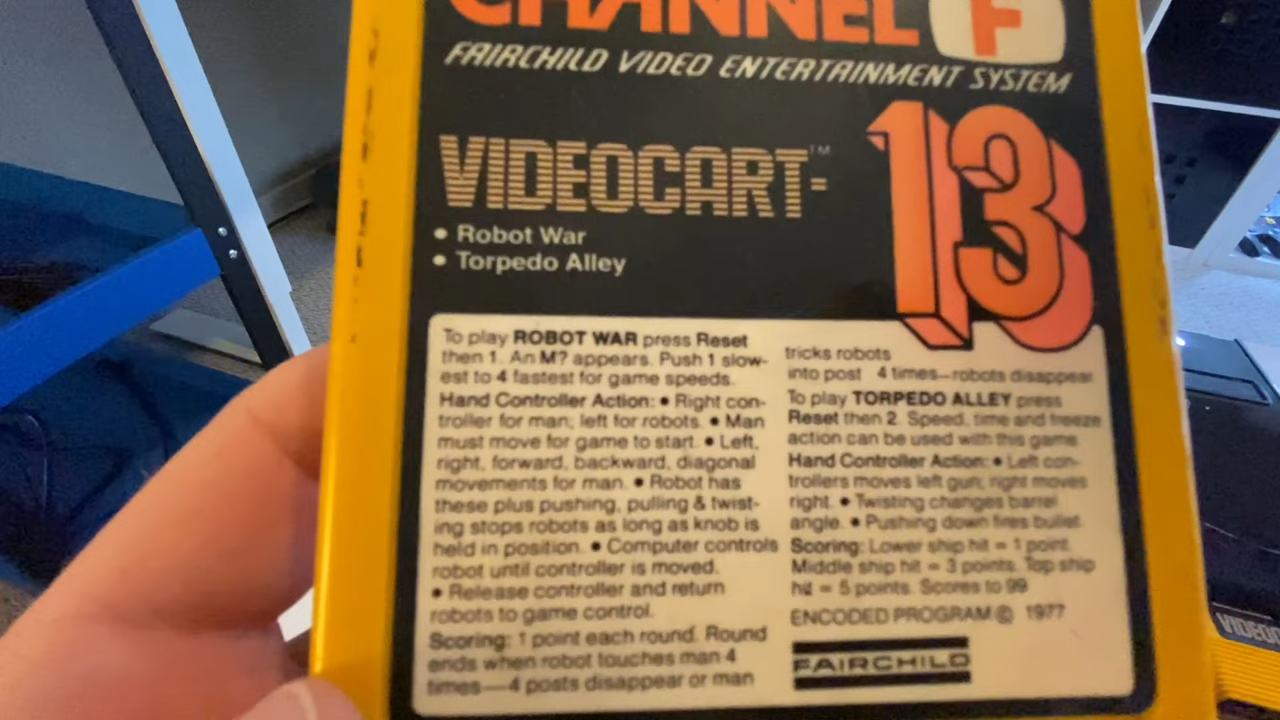 CHANNEL F
FAIRCHILD VIDEO ENTERTAINMENT SYSTEM
VIDEOCART-™
13
• Robot War
• Torpedo Alley
To play ROBOT WAR press Reset
then 1. An M? appears. Push 1 slow-
est to 4 fastest for game speeds.
Hand Controller Action: • Right con-
troller for man; left for robots. • Man
must move for game to start. • Left,
right, forward, backward, diagonal
movements for man. • Robot has
these plus pushing, pulling & twist-
ing stops robots as long as knob is
held in position. • Computer controls
robot until controller is moved.
• Release controller and return
robots to game control.
Scoring: 1 point each round. Round
ends when robot touches man 4
times—4 posts disappear or man
tricks robots
into post 4 times—robots disappear.
To play TORPEDO ALLEY press
Reset then 2. Speed, time and freeze
action can be used with this game.
Hand Controller Action: • Left con-
trollers moves left gun; right moves
right. • Twisting changes barrel
angle. • Pushing down fires bullet.
Scoring: Lower ship hit = 1 point.
Middle ship hit = 3 points. Top ship
hit = 5 points. Scores to 99
ENCODED PROGRAM © 1977
FAIRCHILD